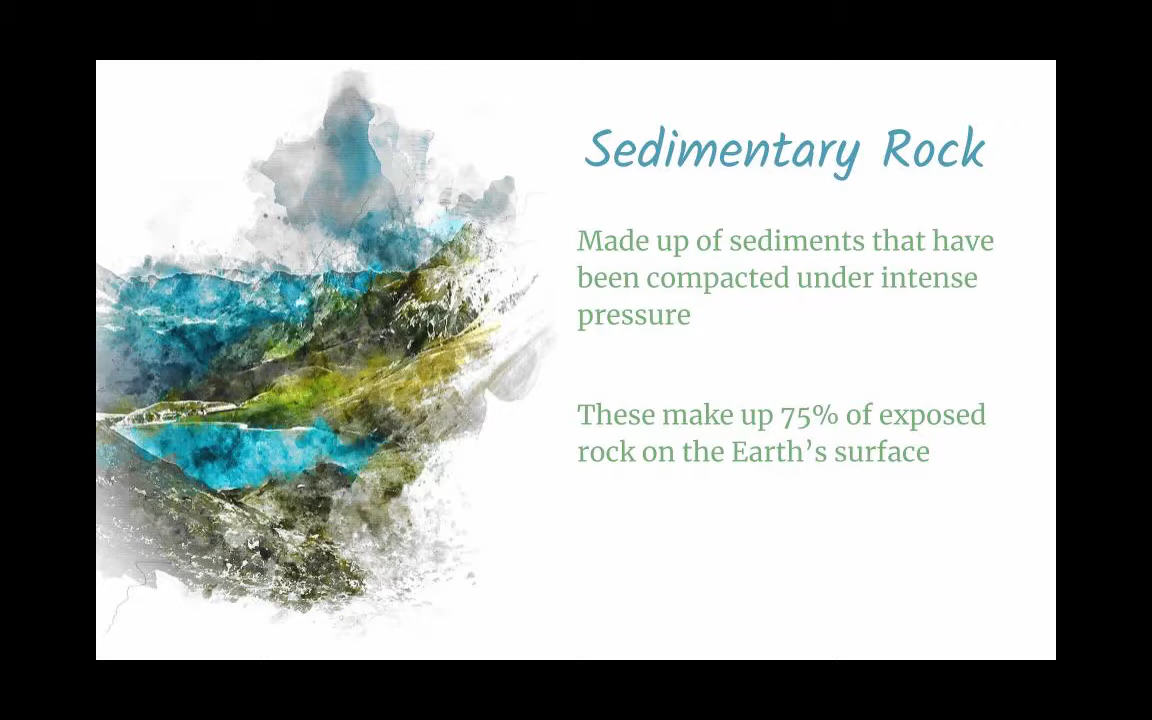 Sedimentary Rock
Made up of sediments that have
been compacted under intense
pressure
These make up 75% of exposed
rock on the Earth’s surface